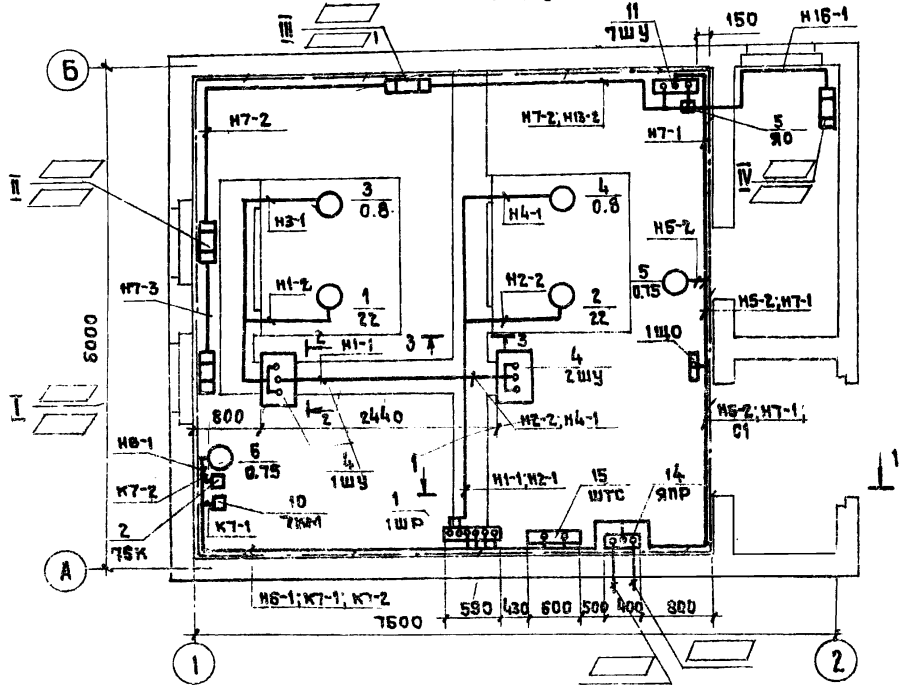 III
1
11
7ШУ
150
Н16-1
Б
Н7-2
Н7-2; Н13-2
Н7-1
5
ЯО
IV
II
3
0.8
4
0.8
Н3-1
Н4-1
Н5-2
Н1-2
Н2-2
5
0.75
Н7-3
1
22
2
22
Н5-2; Н7-1
6000
2
Н1-1
3
3
1ЩО
4
2ШУ
I
2
800
2440
Н2-2; Н4-1
Н5-2; Н7-1;
С1
Н8-1
6
0.75
4
1ШУ
1
1
К7-2
1
1ШР
Н1-1; Н2-1
15
ШТС
14
ЯПР
10
2
7БК
К7-1
А
Н6-1; К7-1; К7-2
590
430
600
500
400
800
7500
1
2